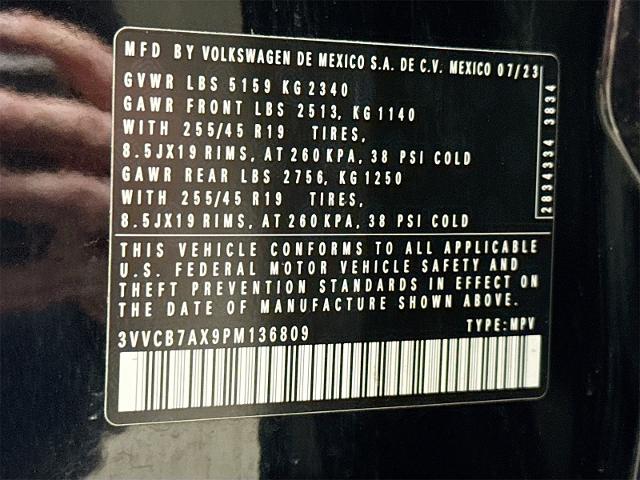 MFD BY VOLKSWAGEN DE MEXICO S.A. DE C.V. MEXICO 07/23
GVWR LBS 5159 KG 2340
GAWR FRONT LBS 2513, KG 1140
WITH 255/45 R19 TIRES,
8.5JX19 RIMS, AT 260 KPA, 38 PSI COLD
GAWR REAR LBS 2756, KG 1250
WITH 255/45 R19 TIRES,
8.5JX19 RIMS, AT 260 KPA, 38 PSI COLD
2834334 3834
THIS VEHICLE CONFORMS TO ALL APPLICABLE
U.S. FEDERAL MOTOR VEHICLE SAFETY AND
THEFT PREVENTION STANDARDS IN EFFECT ON
THE DATE OF MANUFACTURE SHOWN ABOVE.
3VVCB7AX9PM136809 TYPE:MPV